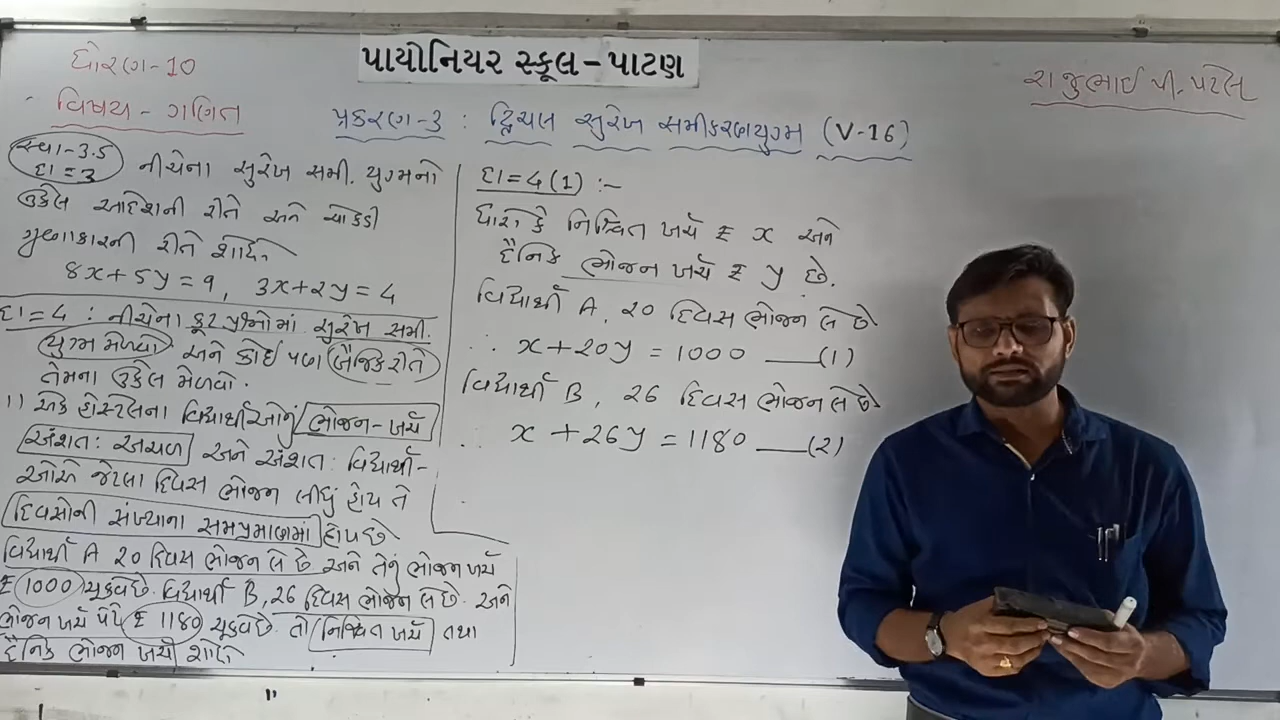 પાયોનિયર સ્કૂલ - પાટણ
ધોરણ-10
વિષય - ગણિત
રાજુભાઈ પી. પટેલ
પ્રકરણ-3 : દ્વિચલ સુરેખ સમીકરણયુગ્મ (V-16)
સ્વા-3.5
દા=3 નીચેના સુરેખ સમી. યુગ્મનો
ઉકેલ આદેશની રીતે અને ચોકડી
ગુણાકારની રીતે શોધો
8x+5y=9, 3x+2y=4
દા=4 : નીચેના કૂટપ્રશ્નોમાં સુરેખ સમી.
યુગ્મ મેળવો અને કોઈ પણ બૈજિક રીતે
તેમના ઉકેલ મેળવો.
1) એક હોસ્ટેલના વિદ્યાર્થીઓનું ભોજન-ખર્ચ
અંશતઃ અચળ અને અંશતઃ વિદ્યાર્થી-
ઓએ જેટલા દિવસ ભોજન લીધું હોય તે
દિવસોની સંખ્યાના સમપ્રમાણમાં હોય છે
વિદ્યાર્થી A 20 દિવસ ભોજન લે છે અને તેનું ભોજન ખર્ચ
₹ 1000 ચૂકવે છે. વિદ્યાર્થી B, 26 દિવસ ભોજન લે છે. અને
ભોજન ખર્ચ પેટે ₹ 1180 ચૂકવે છે. તો નિશ્ચિત ખર્ચ તથા
દૈનિક ભોજન ખર્ચ શોધો
દા=4(1) :-
ધારો કે નિશ્ચિત ખર્ચ ₹ x અને
દૈનિક ભોજન ખર્ચ ₹ y છે.
વિદ્યાર્થી A, 20 દિવસ ભોજન લે છે
∴ x+20y = 1000 —(1)
વિદ્યાર્થી B, 26 દિવસ ભોજન લે છે
∴ x+26y = 1180 —(2)